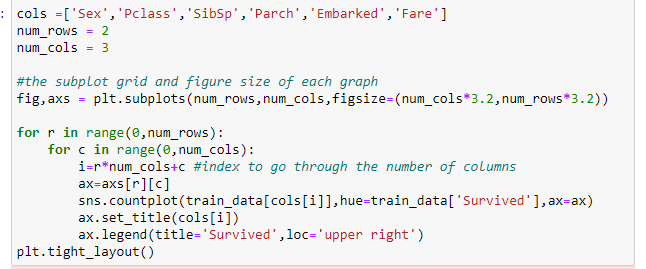 : cols =['Sex','Pclass','SibSp','Parch','Embarked','Fare']
num_rows = 2
num_cols = 3
#the subplot grid and figure size of each graph
fig,axs = plt.subplots(num_rows,num_cols,figsize=(num_cols*3.2,num_rows*3.2))
for r in range(0,num_rows):
    for c in range(0,num_cols):
        i=r*num_cols+c #index to go through the number of columns
        ax=axs[r][c]
        sns.countplot(train_data[cols[i]],hue=train_data['Survived'],ax=ax)
        ax.set_title(cols[i])
        ax.legend(title='Survived',loc='upper right')
plt.tight_layout()